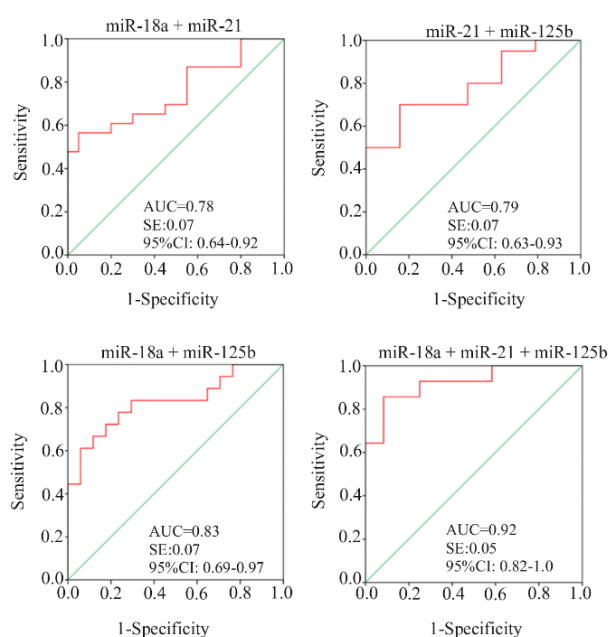 miR-18a + miR-21
1.0
0.8
0.6
0.4
0.2
0.0
Sensitivity
AUC=0.78
SE:0.07
95%CI: 0.64-0.92
0.0 0.2 0.4 0.6 0.8 1.0
1-Specificity
miR-21 + miR-125b
1.0
0.8
0.6
0.4
0.2
0.0
Sensitivity
AUC=0.79
SE:0.07
95%CI: 0.63-0.93
0.0 0.2 0.4 0.6 0.8 1.0
1-Specificity
miR-18a + miR-125b
1.0
0.8
0.6
0.4
0.2
0.0
Sensitivity
AUC=0.83
SE:0.07
95%CI: 0.69-0.97
0.0 0.2 0.4 0.6 0.8 1.0
1-Specificity
miR-18a + miR-21 + miR-125b
1.0
0.8
0.6
0.4
0.2
0.0
Sensitivity
AUC=0.92
SE:0.05
95%CI: 0.82-1.0
0.0 0.2 0.4 0.6 0.8 1.0
1-Specificity